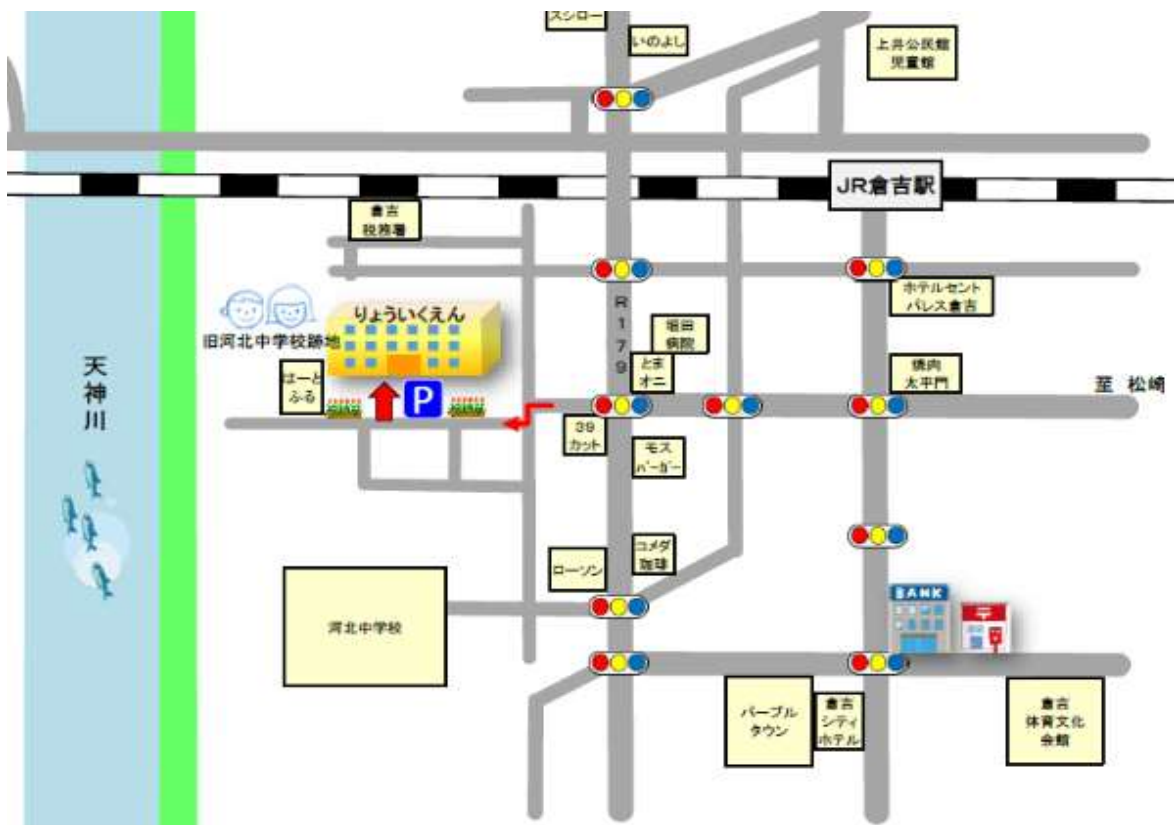 スシロー
いのよし
上井公民館
児童館
JR倉吉駅
倉吉
税務署
ホテルセント
パレス倉吉
R179
りょういくえん
旧河北中学校跡地
垣田
病院
とま
オニ
焼肉
太平門
至 松崎
はーと
ふる
P
天神川
39
カット
モス
バーガー
コメダ
珈琲
ローソン
BANK
〒
河北中学校
パープル
タウン
倉吉
シティ
ホテル
倉吉
体育文化
会館